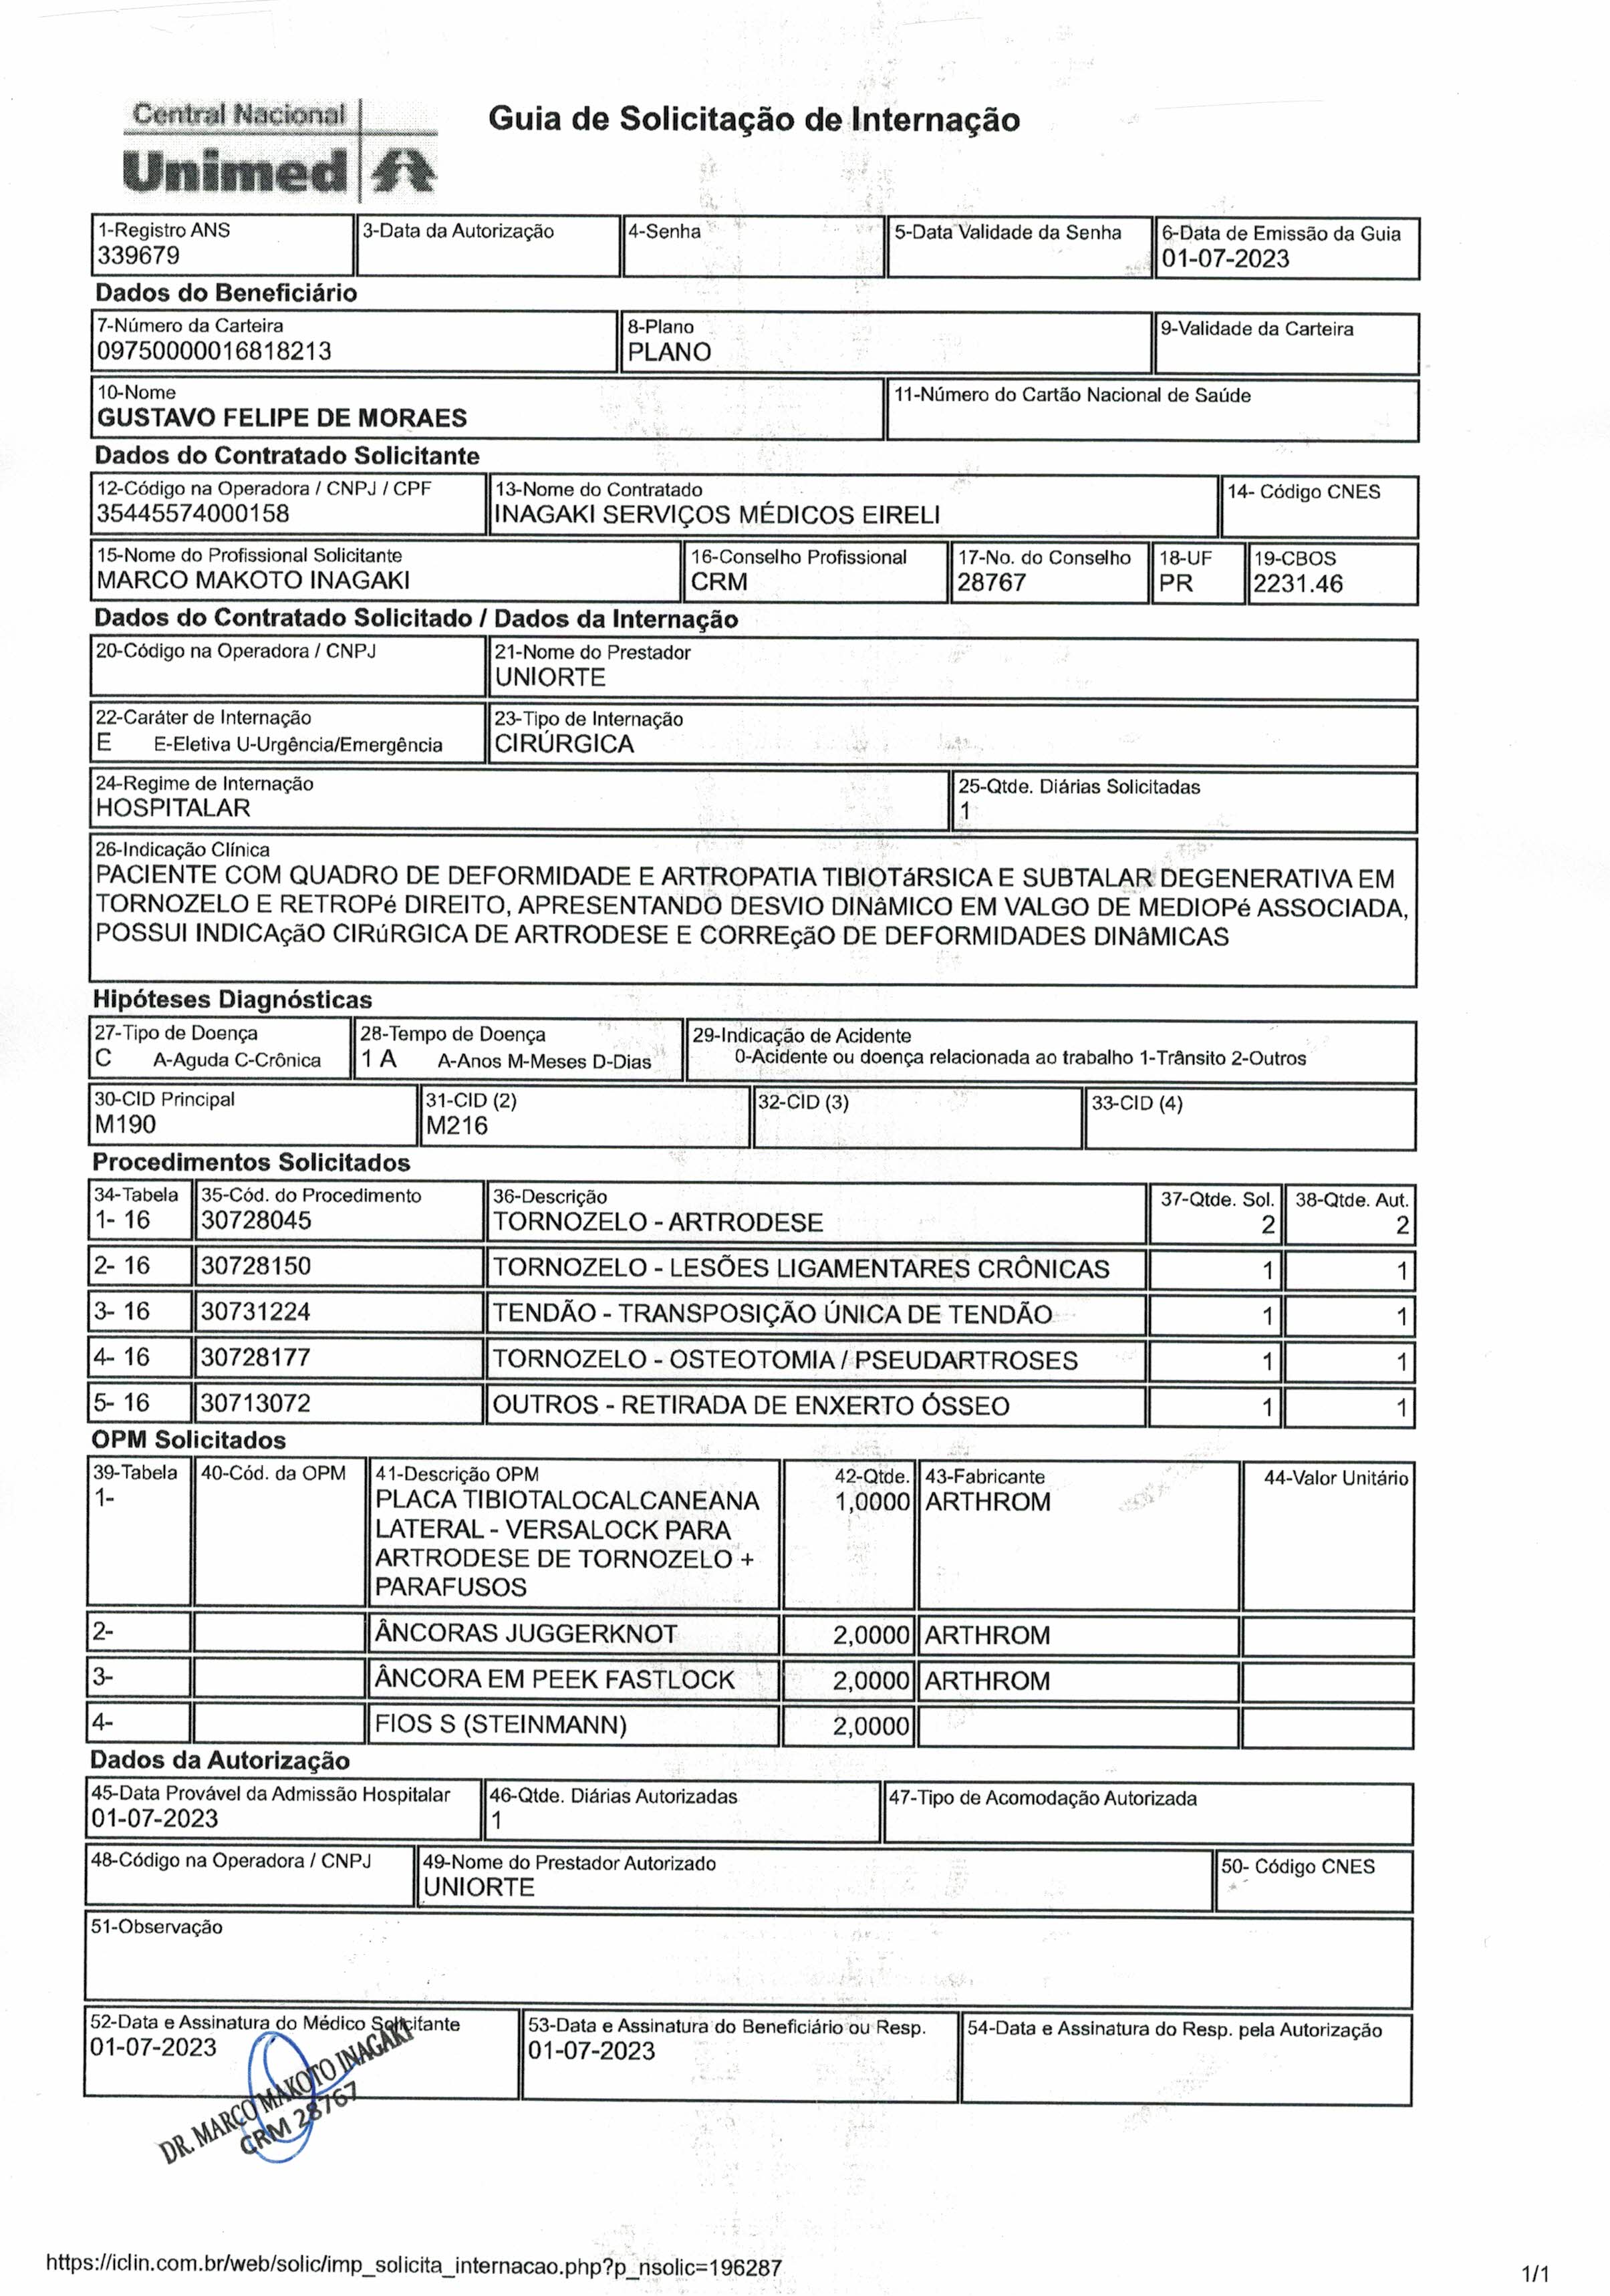 Central Nacional
Unimed
Guia de Solicitação de Internação
1-Registro ANS
339679
3-Data da Autorização
4-Senha
5-Data Validade da Senha
6-Data de Emissão da Guia
01-07-2023
Dados do Beneficiário
7-Número da Carteira
09750000016818213
8-Plano
PLANO
9-Validade da Carteira
10-Nome
GUSTAVO FELIPE DE MORAES
11-Número do Cartão Nacional de Saúde
Dados do Contratado Solicitante
12-Código na Operadora / CNPJ / CPF
35445574000158
13-Nome do Contratado
INAGAKI SERVIÇOS MÉDICOS EIRELI
14- Código CNES
15-Nome do Profissional Solicitante
MARCO MAKOTO INAGAKI
16-Conselho Profissional
CRM
17-No. do Conselho
28767
18-UF
PR
19-CBOS
2231.46
Dados do Contratado Solicitado / Dados da Internação
20-Código na Operadora / CNPJ
21-Nome do Prestador
UNIORTE
22-Caráter de Internação
E E-Eletiva U-Urgência/Emergência
23-Tipo de Internação
CIRÚRGICA
24-Regime de Internação
HOSPITALAR
25-Qtde. Diárias Solicitadas
1
26-Indicação Clínica
PACIENTE COM QUADRO DE DEFORMIDADE E ARTROPATIA TIBIOTáRSICA E SUBTALAR DEGENERATIVA EM
TORNOZELO E RETROPé DIREITO, APRESENTANDO DESVIO DINâMICO EM VALGO DE MEDIOPé ASSOCIADA,
POSSUI INDICAçãO CIRúRGICA DE ARTRODESE E CORREçãO DE DEFORMIDADES DINâMICAS
Hipóteses Diagnósticas
27-Tipo de Doença
C A-Aguda C-Crônica
28-Tempo de Doença
1 A A-Anos M-Meses D-Dias
29-Indicação de Acidente
0-Acidente ou doença relacionada ao trabalho 1-Trânsito 2-Outros
30-CID Principal
M190
31-CID (2)
M216
32-CID (3)
33-CID (4)
Procedimentos Solicitados
34-Tabela 35-Cód. do Procedimento 36-Descrição 37-Qtde. Sol. 38-Qtde. Aut.
1- 16 30728045 TORNOZELO - ARTRODESE 2 2
2- 16 30728150 TORNOZELO - LESÕES LIGAMENTARES CRÔNICAS 1 1
3- 16 30731224 TENDÃO - TRANSPOSIÇÃO ÚNICA DE TENDÃO 1 1
4- 16 30728177 TORNOZELO - OSTEOTOMIA / PSEUDARTROSES 1 1
5- 16 30713072 OUTROS - RETIRADA DE ENXERTO ÓSSEO 1 1
OPM Solicitados
39-Tabela 40-Cód. da OPM 41-Descrição OPM 42-Qtde. 43-Fabricante 44-Valor Unitário
1- PLACA TIBIOTALOCALCANEANA 1,0000 ARTHROM
LATERAL - VERSALOCK PARA
ARTRODESE DE TORNOZELO +
PARAFUSOS
2- ÂNCORAS JUGGERKNOT 2,0000 ARTHROM
3- ÂNCORA EM PEEK FASTLOCK 2,0000 ARTHROM
4- FIOS S (STEINMANN) 2,0000
Dados da Autorização
45-Data Provável da Admissão Hospitalar
01-07-2023
46-Qtde. Diárias Autorizadas
1
47-Tipo de Acomodação Autorizada
48-Código na Operadora / CNPJ
49-Nome do Prestador Autorizado
UNIORTE
50- Código CNES
51-Observação
52-Data e Assinatura do Médico Solicitante
01-07-2023
53-Data e Assinatura do Beneficiário ou Resp.
01-07-2023
54-Data e Assinatura do Resp. pela Autorização
DR. MARCO MAKOTO INAGAKI
CRM 28767
https://iclin.com.br/web/solic/imp_solicita_internacao.php?p_nsolic=196287
1/1